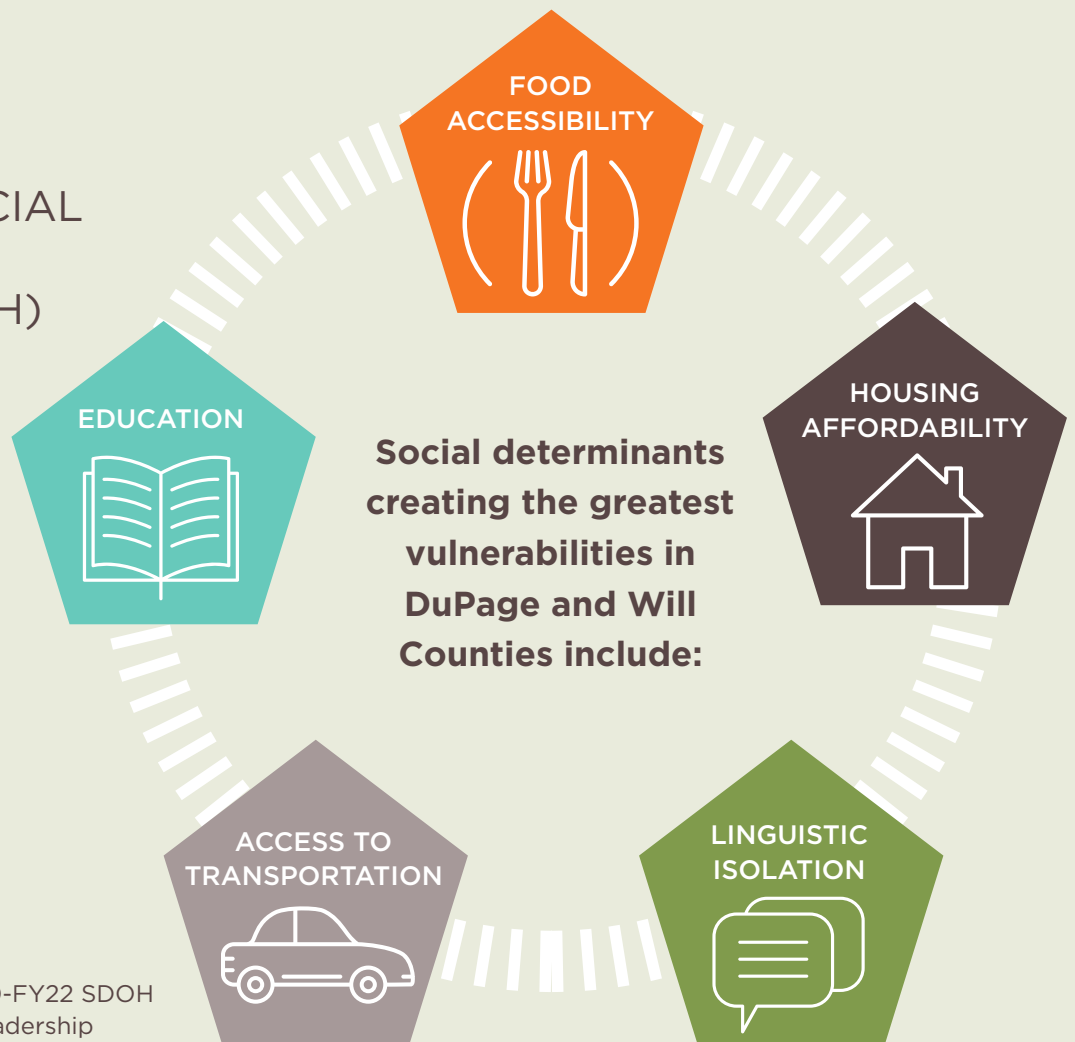 FOOD
ACCESSIBILITY
CIAL
H)
HOUSING
AFFORDABILITY
EDUCATION
Social determinants
creating the greatest
vulnerabilities in
DuPage and Will
Counties include:
LINGUISTIC
ISOLATION
ACCESS TO
TRANSPORTATION
-FY22 SDOH
adership